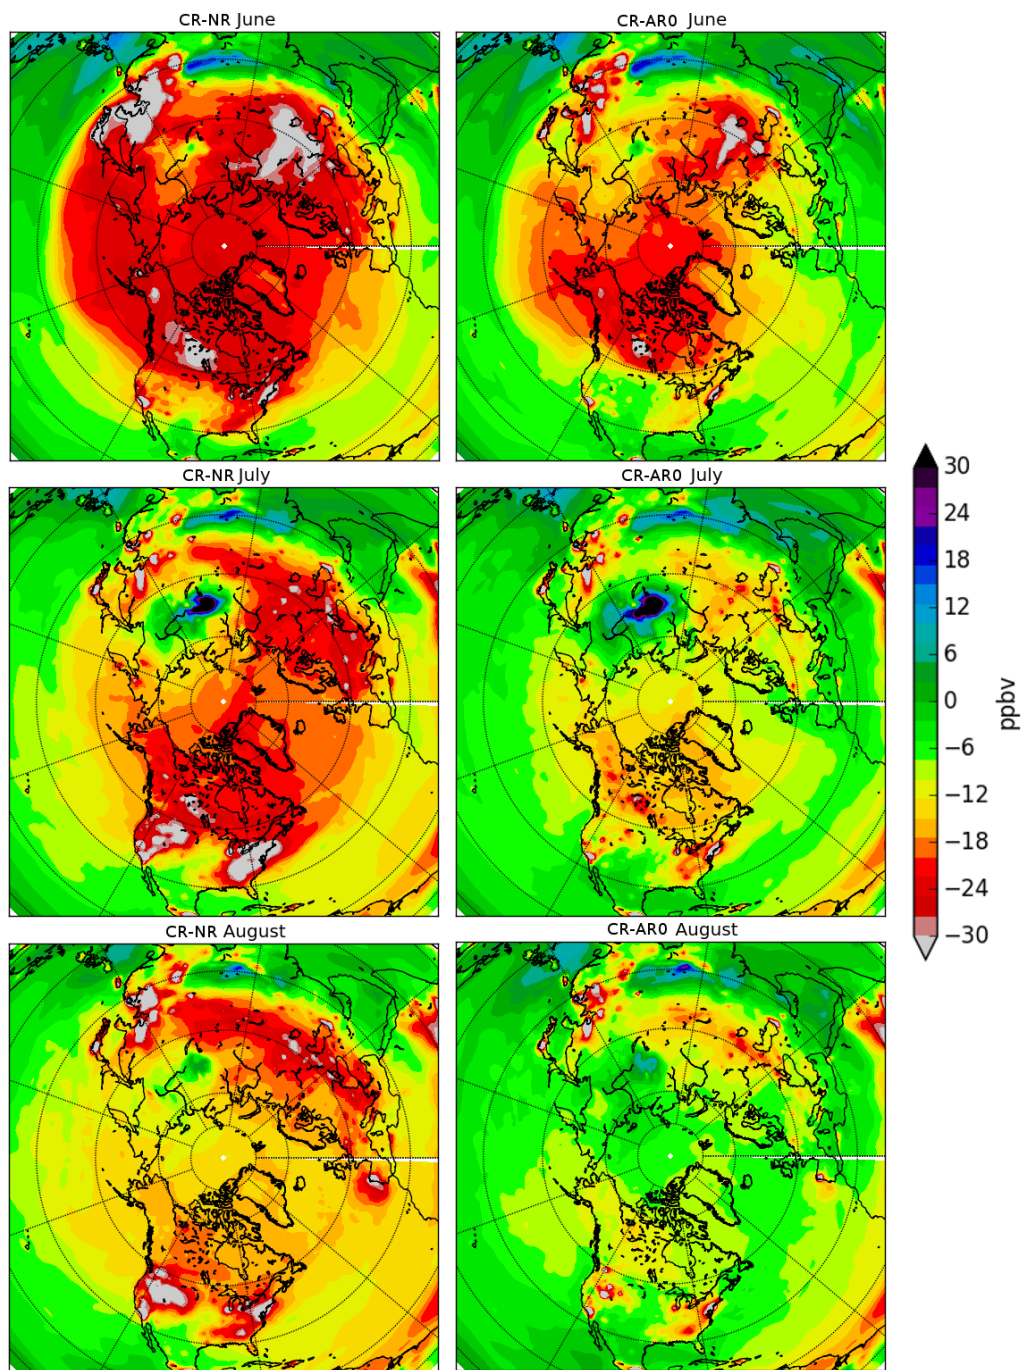 CR-NR June
CR-AR0 June
CR-NR July
CR-AR0 July
CR-NR August
CR-AR0 August
30
24
18
12
6
0
−6
−12
−18
−24
−30
ppbv